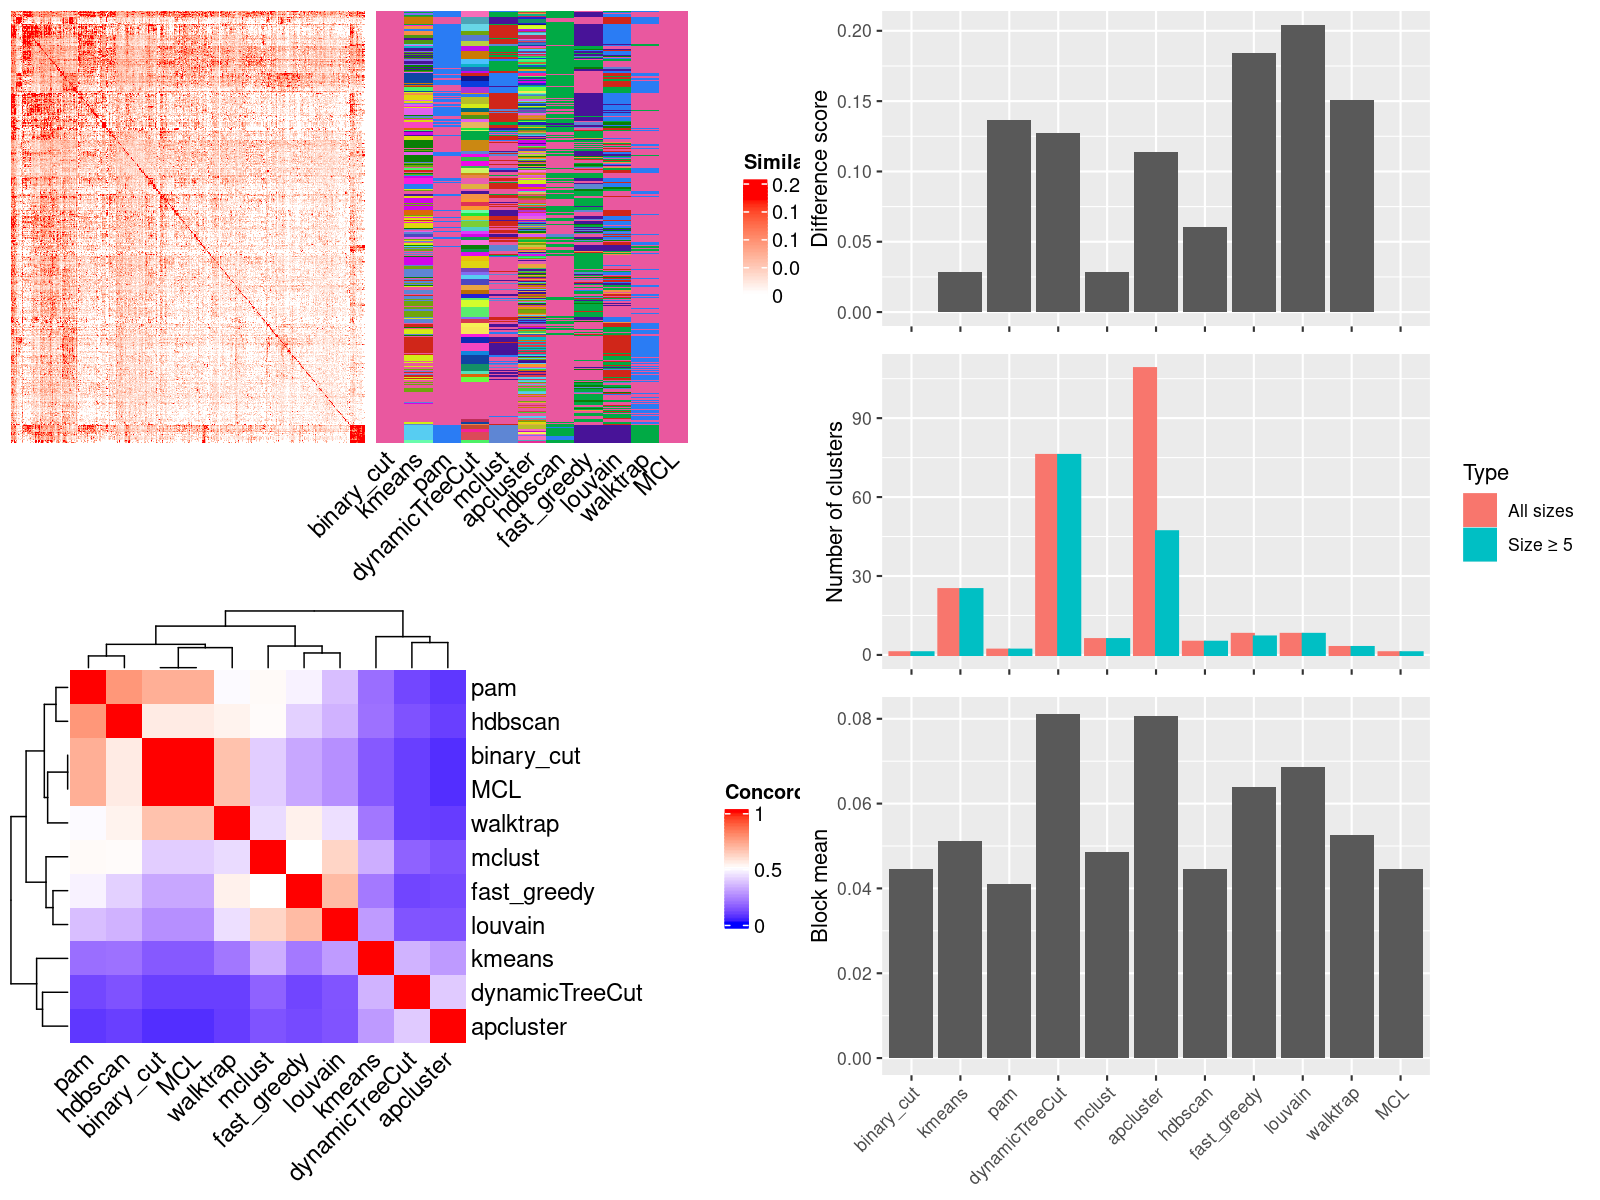 Simila
0.2
0.1
0.1
0.0
0
binary_cut
kmeans
pam
dynamicTreeCut
mclust
apcluster
hdbscan
fast_greedy
louvain
walktrap
MCL
pam
hdbscan
binary_cut
MCL
walktrap
mclust
fast_greedy
louvain
kmeans
dynamicTreeCut
apcluster
pam
hdbscan
binary_cut
MCL
walktrap
mclust
fast_greedy
louvain
kmeans
dynamicTreeCut
apcluster
Concord
1
0.5
0
Difference score
0.20
0.15
0.10
0.05
0.00
Number of clusters
90
60
30
0
Type
All sizes
Size ≥ 5
Block mean
0.08
0.06
0.04
0.02
0.00
binary_cut
kmeans
pam
dynamicTreeCut
mclust
apcluster
hdbscan
fast_greedy
louvain
walktrap
MCL